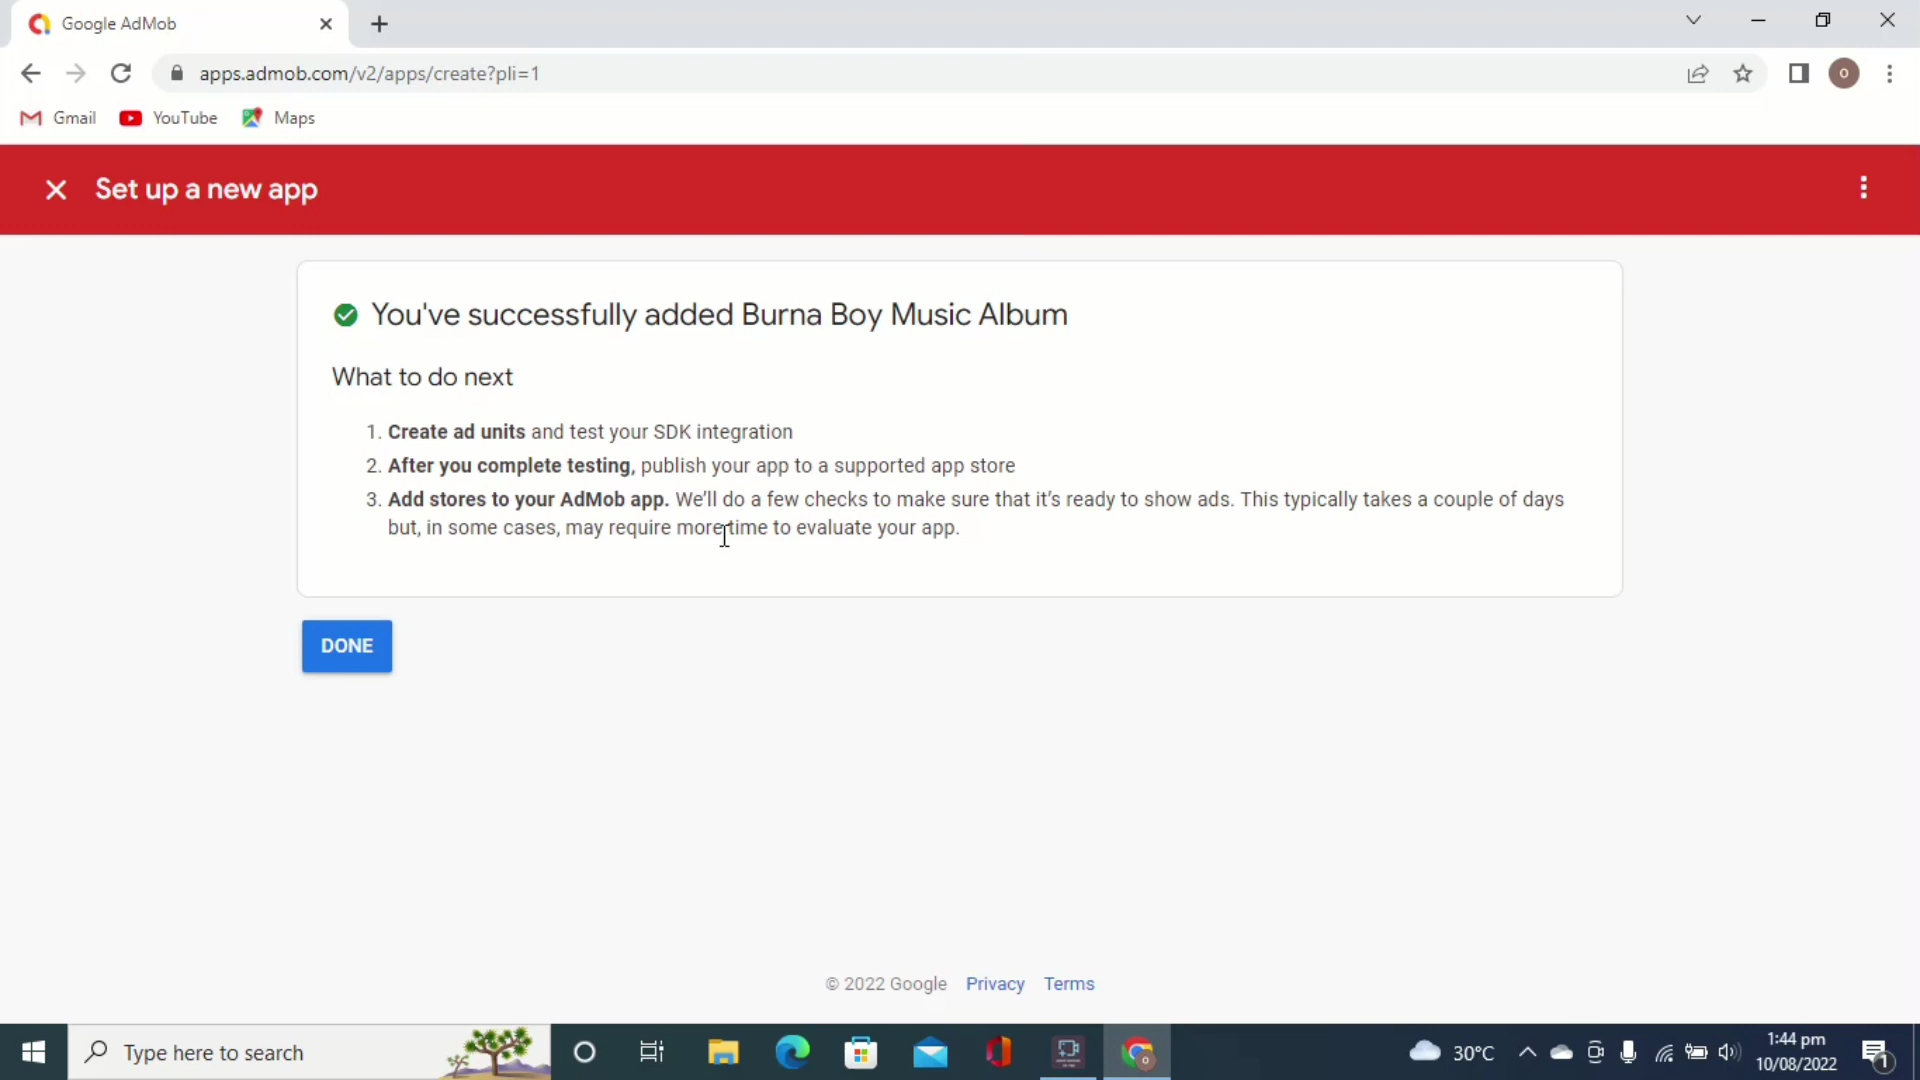 Google AdMob
apps.admob.com/v2/apps/create?pli=1
O
Gmail
YouTube
Maps
Set up a new app
You've successfully added Burna Boy Music Album
What to do next
1. Create ad units and test your SDK integration
2. After you complete testing, publish your app to a supported app store
3. Add stores to your AdMob app. We'll do a few checks to make sure that it's ready to show ads. This typically takes a couple of days
but, in some cases, may require more time to evaluate your app.
DONE
© 2022 Google Privacy Terms
Type here to search
30°C
1:44 pm
10/08/2022
1